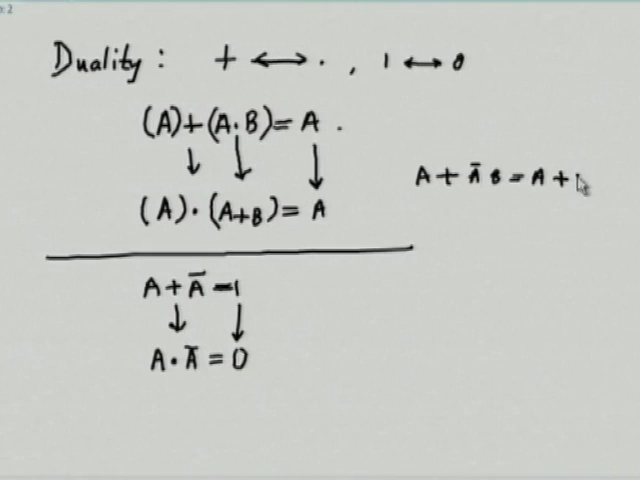 Duality : + ↔ · , 1 ↔ 0
(A)+(A·B)= A .
(A)·(A+B)= A
A + Ā B = A +
A + Ā = 1
A · Ā = 0